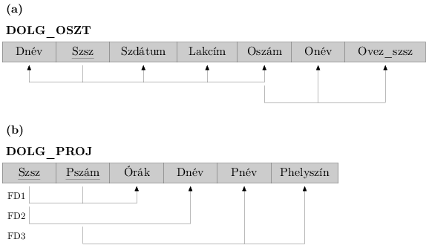 (a)
DOLG_OSZT
Dnév Szsz Szdátum Lakcím Oszám Onév Ovez_szsz
(b)
DOLG_PROJ
Szsz Pszám Órák Dnév Pnév Phelyszín
FD1
FD2
FD3